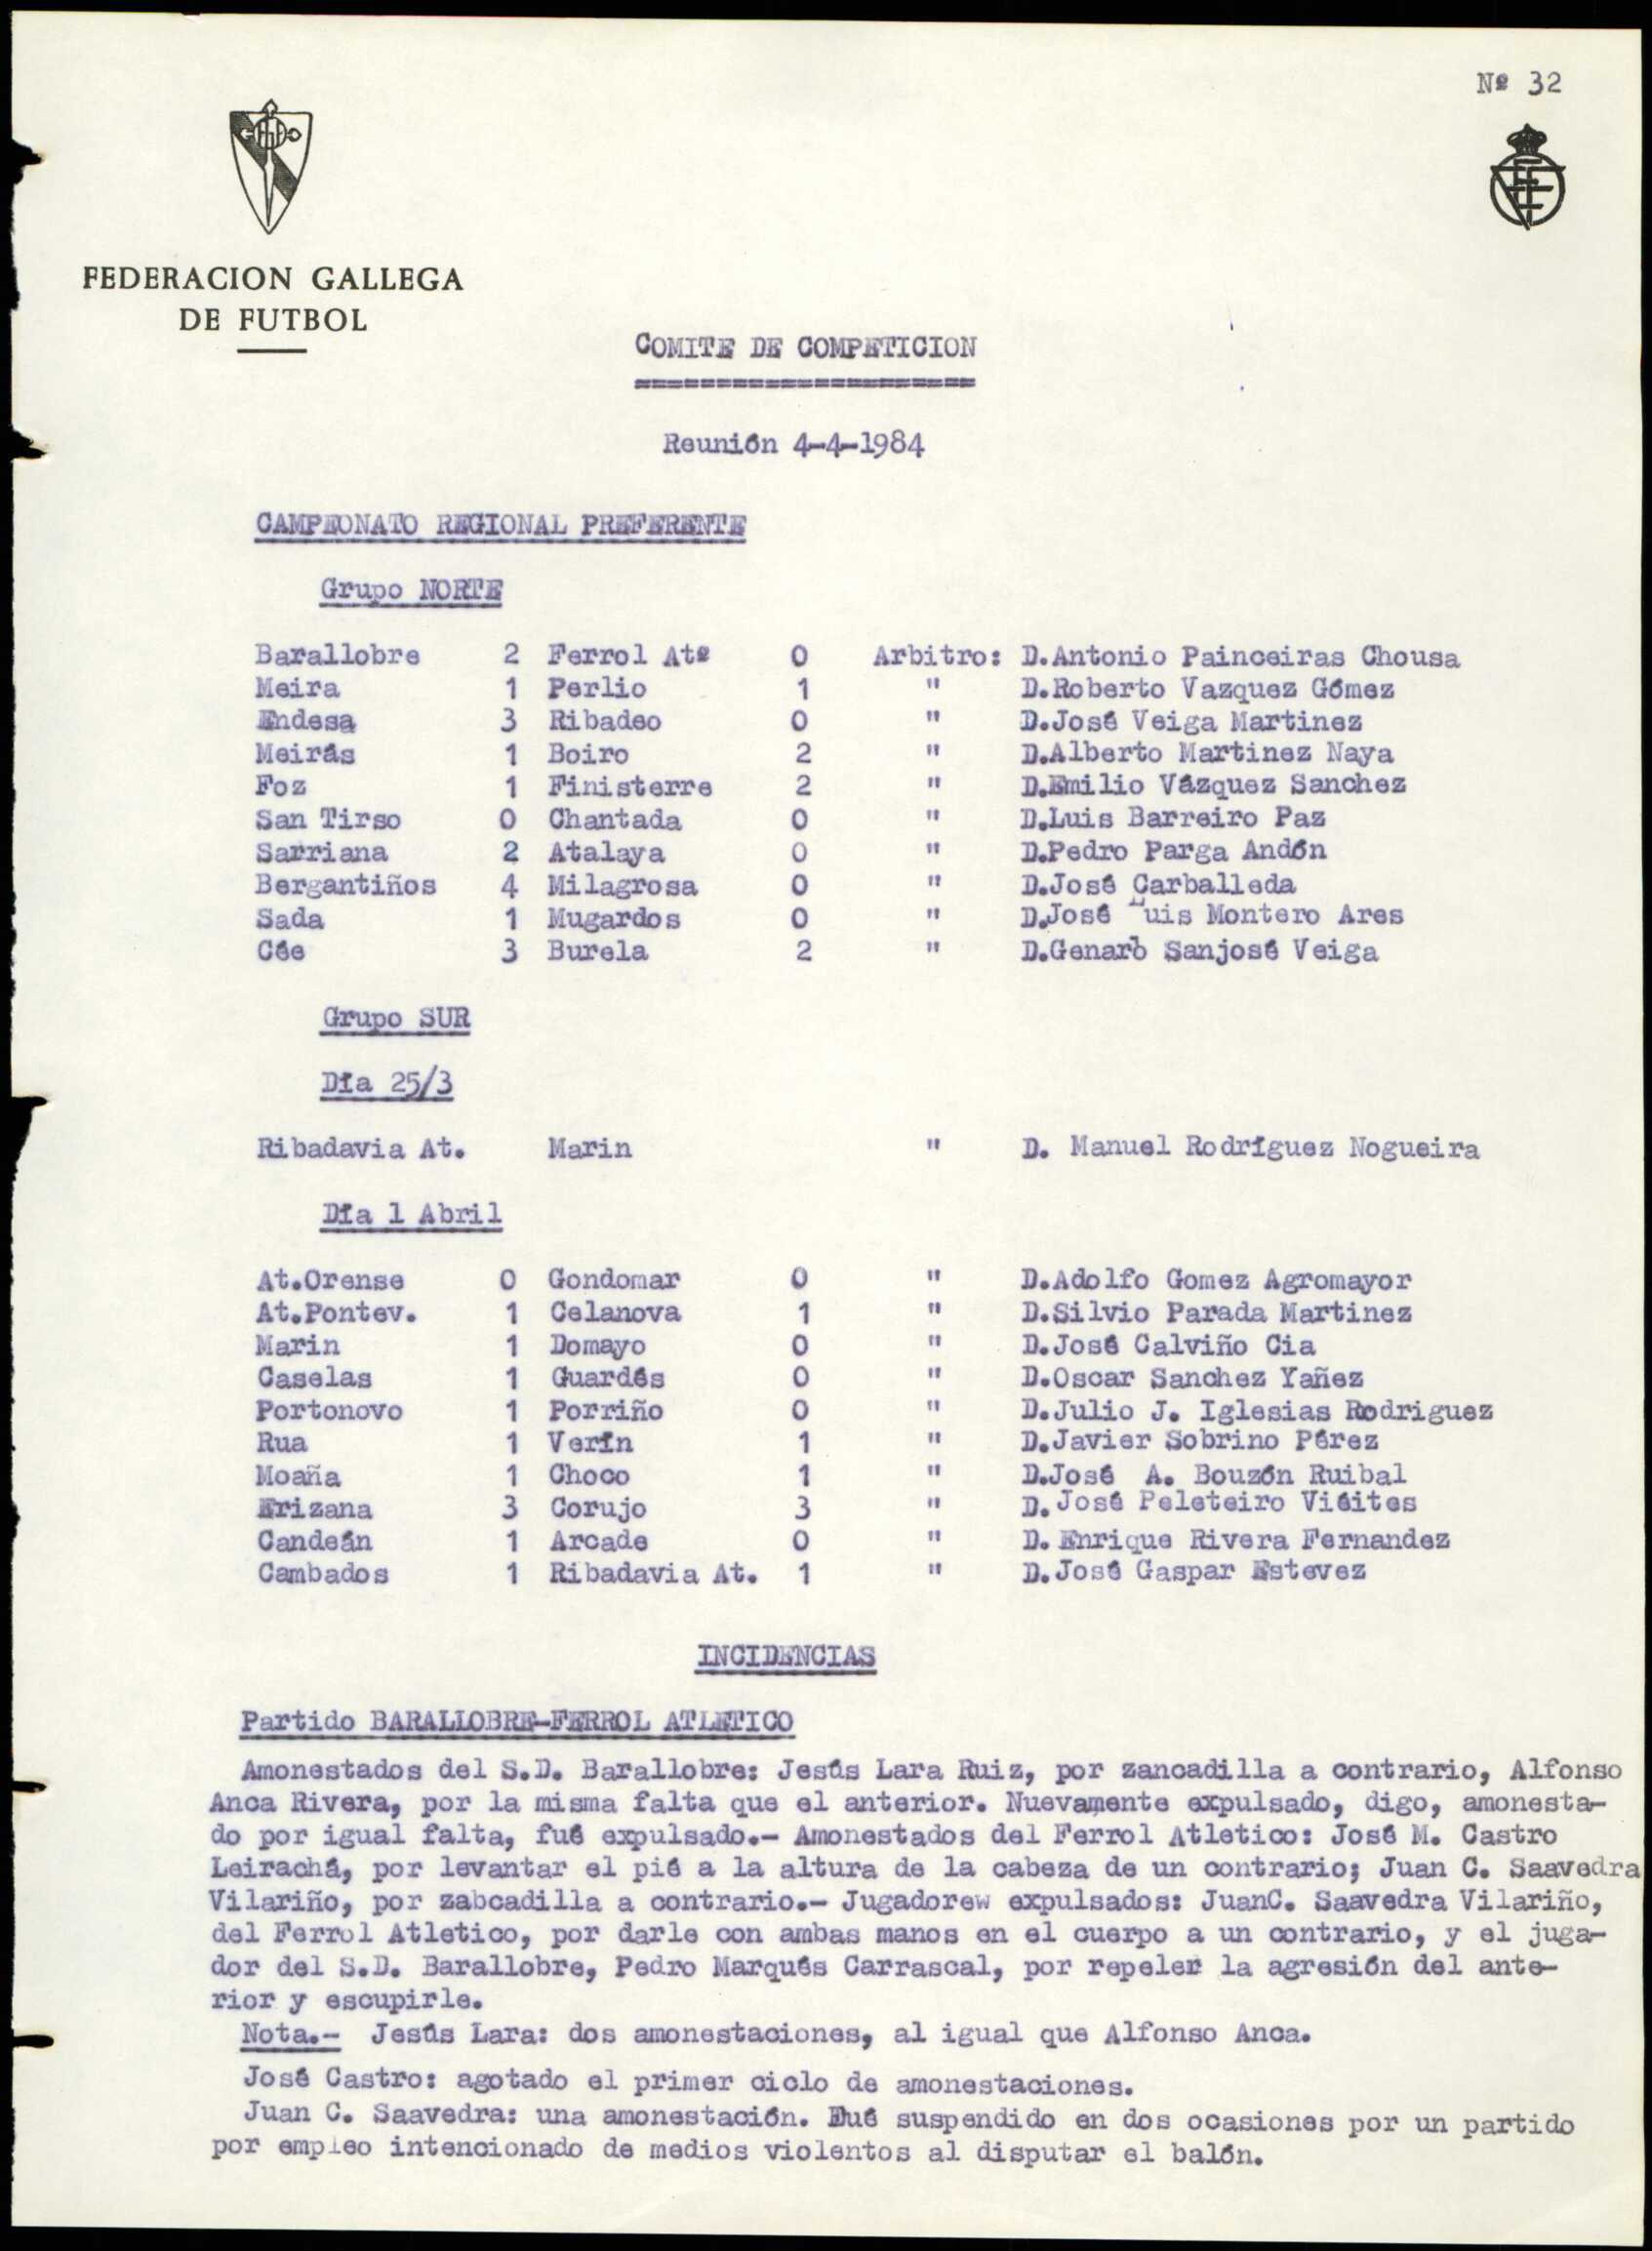 Nº 32
FEDERACION GALLEGA
DE FUTBOL
COMITE DE COMPETICION
=====================
Reunión 4-4-1984
CAMPEONATO REGIONAL PREFERENTE
Grupo NORTE
Barallobre 2 Ferrol Atº 0 Arbitro: D.Antonio Painceiras Chousa
Meira 1 Perlio 1 " D.Roberto Vazquez Gómez
Endesa 3 Ribadeo 0 " D.José Veiga Martinez
Meirás 1 Boiro 2 " D.Alberto Martinez Naya
Foz 1 Finisterre 2 " D.Emilio Vázquez Sanchez
San Tirso 0 Chantada 0 " D.Luis Barreiro Paz
Sarriana 2 Atalaya 0 " D.Pedro Parga Andón
Bergantiños 4 Milagrosa 0 " D.José Carballeda
Sada 1 Mugardos 0 " D.José Luis Montero Ares
Cée 3 Burela 2 " D.Genaro Sanjosé Veiga
Grupo SUR
Día 25/3
Ribadavia At. Marin " D. Manuel Rodríguez Nogueira
Día 1 Abril
At.Orense 0 Gondomar 0 " D.Adolfo Gomez Agromayor
At.Pontev. 1 Celanova 1 " D.Silvio Parada Martinez
Marin 1 Domayo 0 " D.José Calviño Cia
Caselas 1 Guardés 0 " D.Oscar Sanchez Yañez
Portonovo 1 Porriño 0 " D.Julio J. Iglesias Rodriguez
Rua 1 Verín 1 " D.Javier Sobrino Pérez
Moaña 1 Choco 1 " D.José A. Bouzón Ruibal
Erizana 3 Corujo 3 " D.José Peleteiro Viéites
Candeán 1 Arcade 0 " D. Enrique Rivera Fernandez
Cambados 1 Ribadavia At. 1 " D.José Gaspar Estevez
INCIDENCIAS
Partido BARALLOBRE-FERROL ATLETICO
Amonestados del S.D. Barallobre: Jesús Lara Ruiz, por zancadilla a contrario, Alfonso
Anca Rivera, por la misma falta que el anterior. Nuevamente expulsado, digo, amonesta-
do por igual falta, fué expulsado.- Amonestados del Ferrol Atletico: José M. Castro
Leirachá, por levantar el pié a la altura de la cabeza de un contrario; Juan C. Saavedra
Vilariño, por zabcadilla a contrario.- Jugadorew expulsados: JuanC. Saavedra Vilariño,
del Ferrol Atletico, por darle con ambas manos en el cuerpo a un contrario, y el juga-
dor del S.D. Barallobre, Pedro Marqués Carrascal, por repeler la agresión del ante-
rior y escupirle.
Nota.- Jesús Lara: dos amonestaciones, al igual que Alfonso Anca.
José Castro: agotado el primer ciclo de amonestaciones.
Juan C. Saavedra: una amonestación. Fué suspendido en dos ocasiones por un partido
por empleo intencionado de medios violentos al disputar el balón.